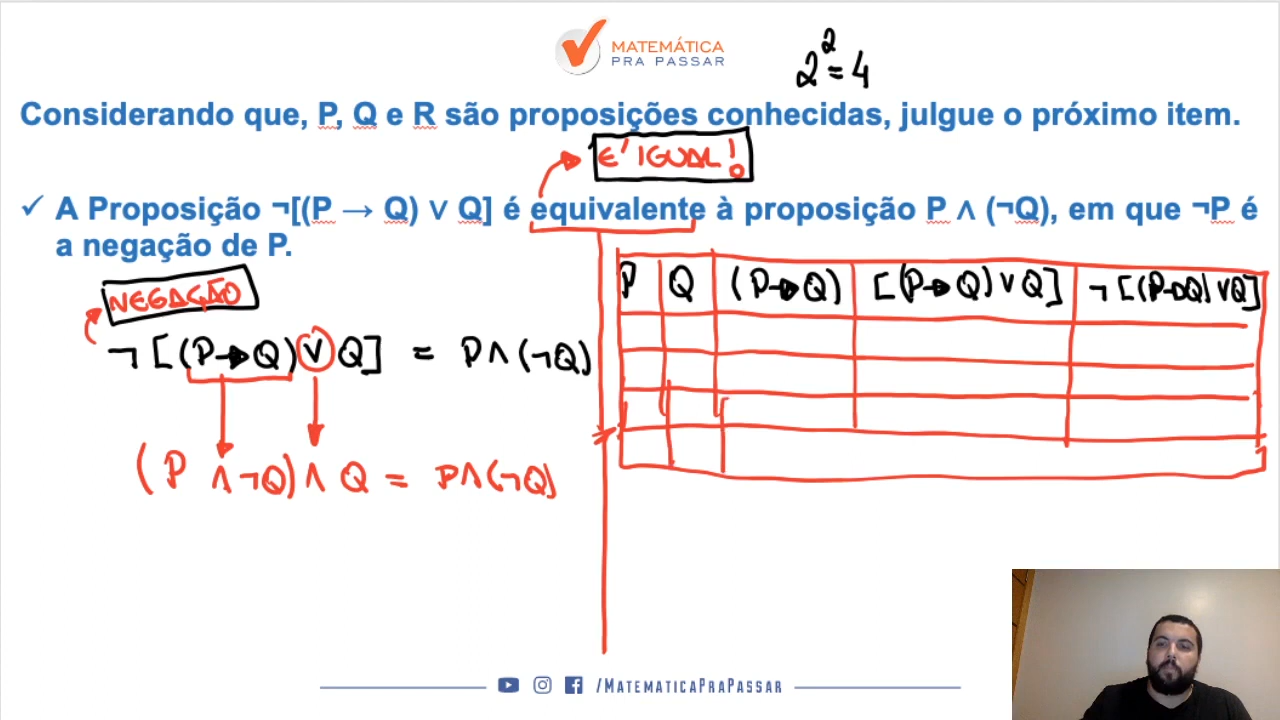 MATEMÁTICA
PRA PASSAR
2² = 4
Considerando que, P, Q e R são proposições conhecidas, julgue o próximo item.
E' IGUAL!
✓ A Proposição ¬[(P → Q) ∨ Q] é equivalente à proposição P ∧ (¬Q), em que ¬P é
a negação de P.
NEGAÇÃO
P Q (P→Q) [(P→Q) ∨ Q] ¬[(P→Q) ∨ Q]
¬[(P→Q) ∨ Q] = P ∧ (¬Q)
(P ∧ ¬Q) ∧ Q = P ∧ (¬Q)
/MATEMATICAPRAPASSAR